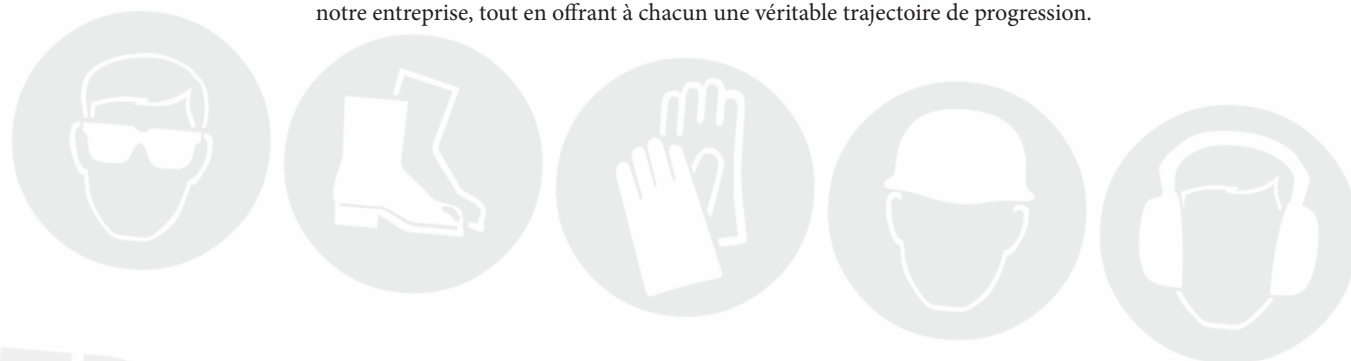 notre entreprise, tout en offrant à chacun une véritable trajectoire de progression.